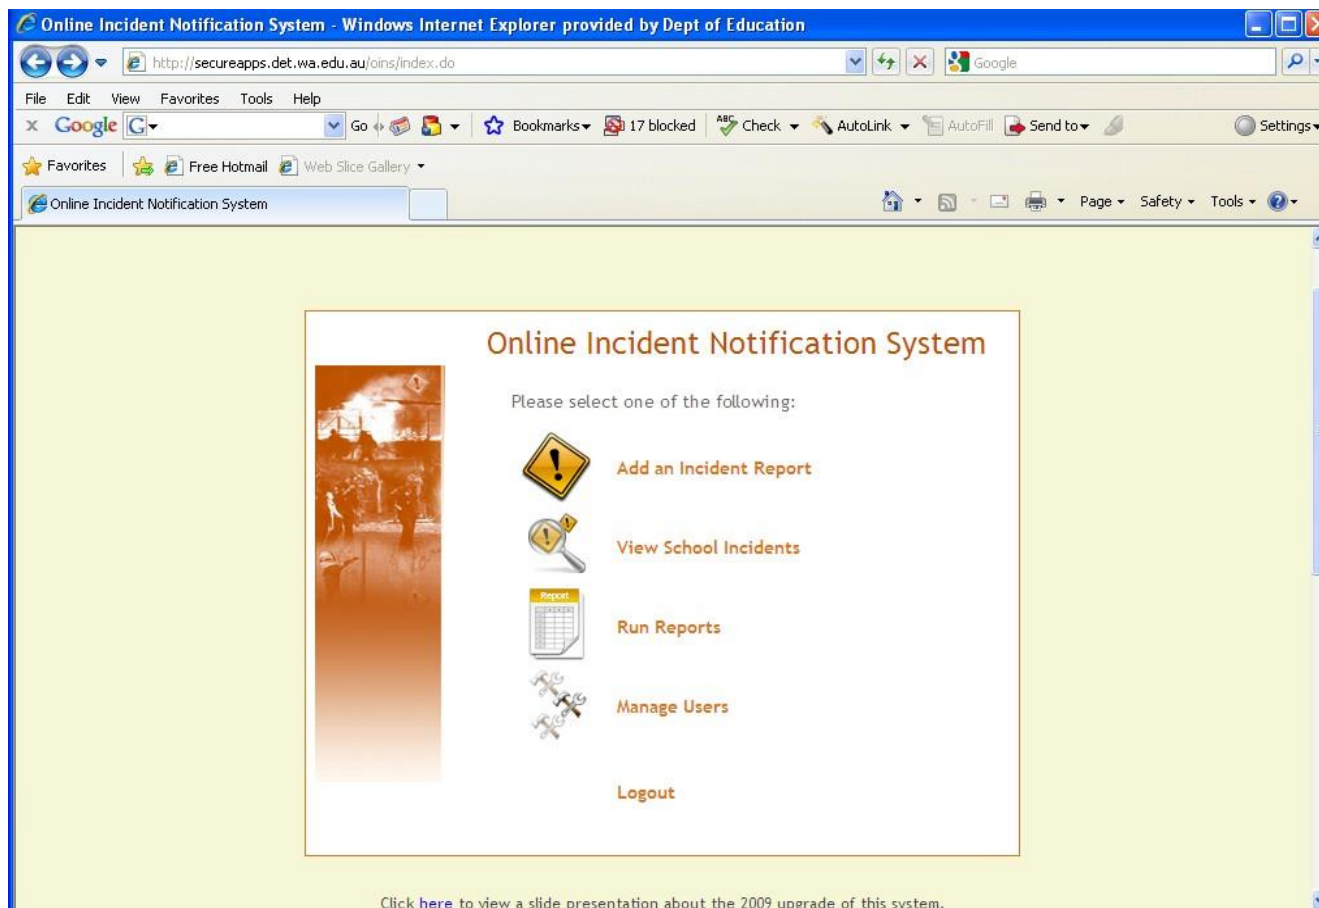 Online Incident Notification System - Windows Internet Explorer provided by Dept of Education
http://secureapps.det.wa.edu.au/oins/index.do
Google
File Edit View Favorites Tools Help
x Google G Go Bookmarks 17 blocked ABC Check AutoLink AutoFill Send to Settings
Favorites Free Hotmail Web Slice Gallery
Online Incident Notification System Page Safety Tools
Online Incident Notification System
Please select one of the following:
Add an Incident Report
View School Incidents
Report
Run Reports
Manage Users
Logout
Click here to view a slide presentation about the 2009 upgrade of this system.